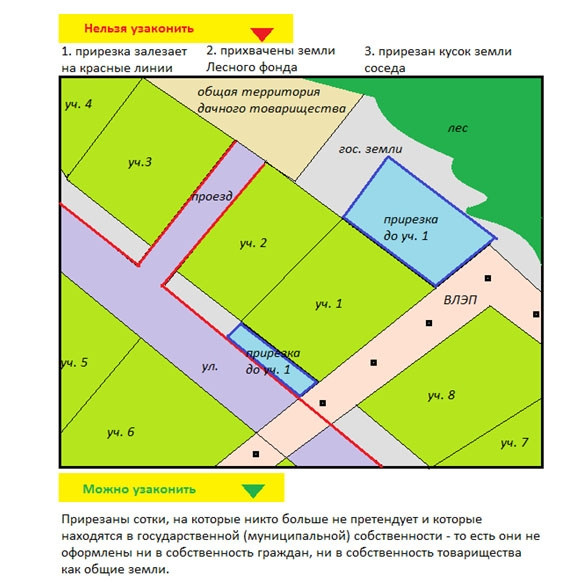 Нельзя узаконить
1. прирезка залезает
на красные линии
2. прихвачены земли
Лесного фонда
3. прирезан кусок земли
соседа
уч. 4
общая территория
дачного товарищества
лес
гос. земли
уч.3
проезд
прирезка
до уч. 1
уч. 2
уч. 1
ВЛЭП
прирезка
до уч. 1
уч. 5
ул.
уч. 8
уч. 6
уч. 7
Можно узаконить
Прирезаны сотки, на которые никто больше не претендует и которые
находятся в государственной (муниципальной) собственности - то есть они не
оформлены ни в собственность граждан, ни в собственность товарищества
как общие земли.